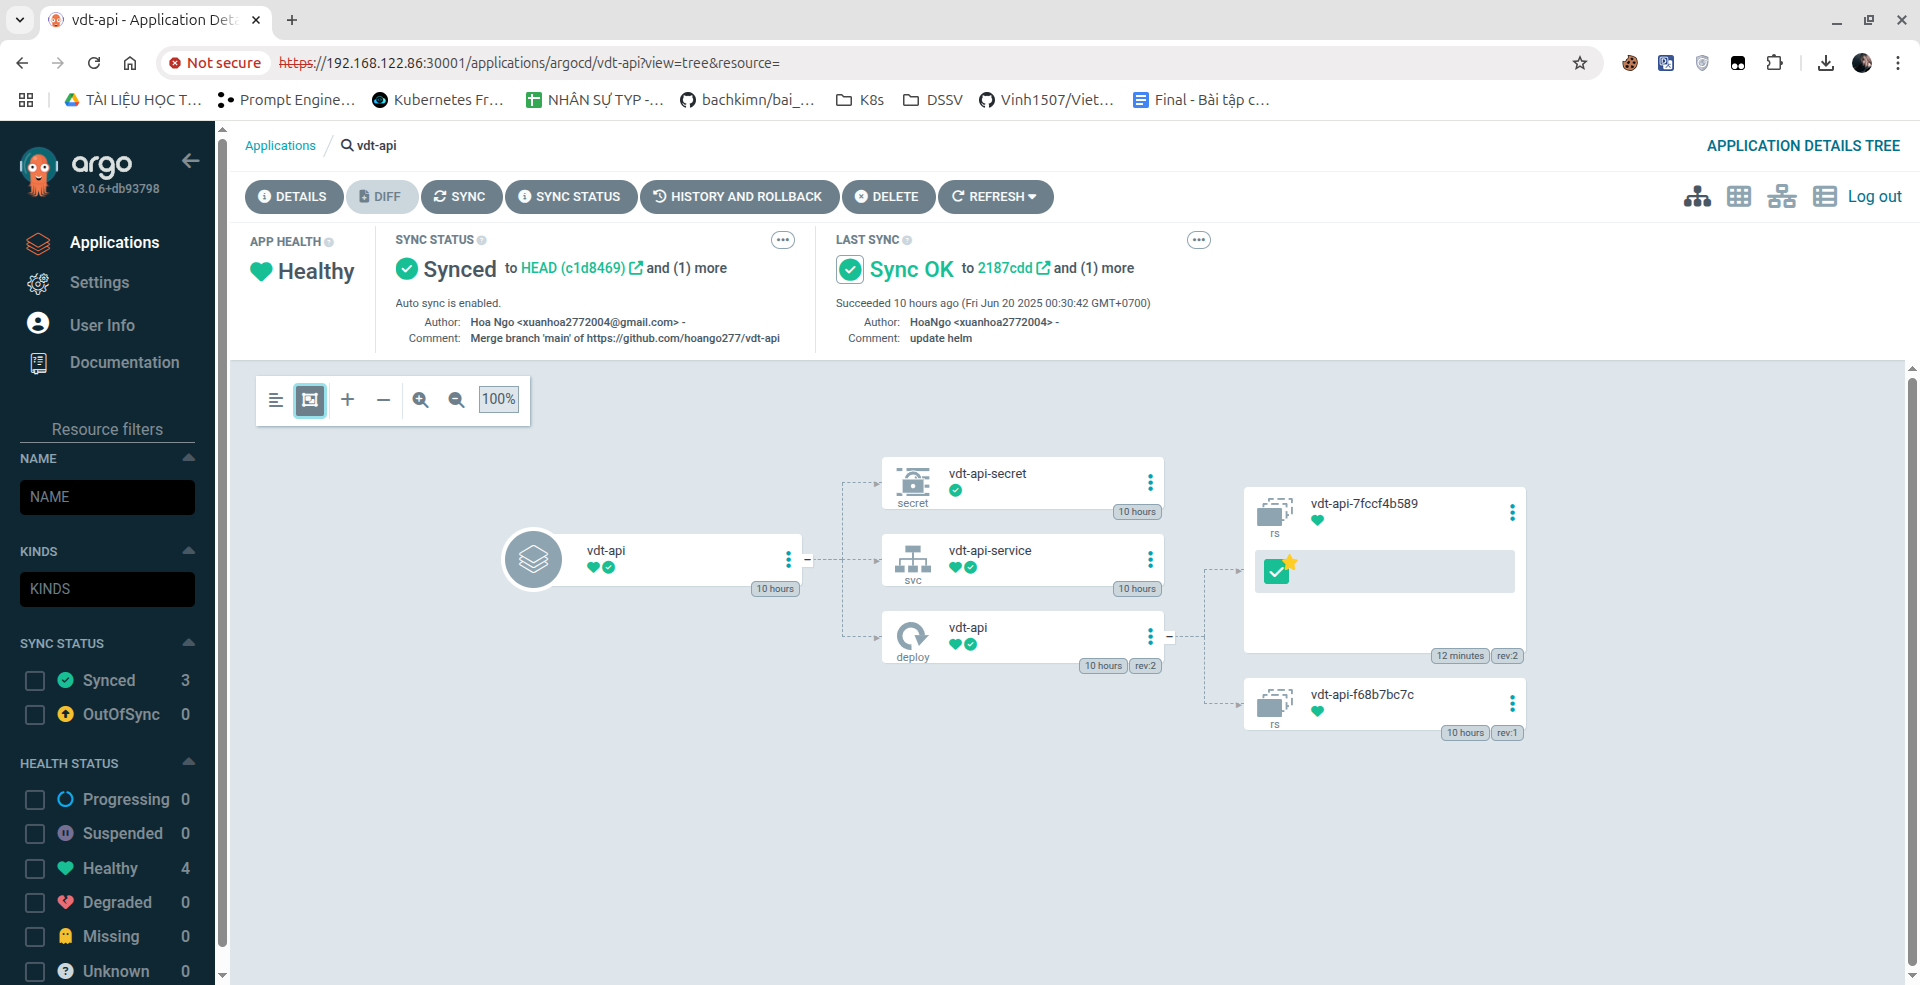 vdt-api - Application Deta
Not secure
https://192.168.122.86:30001/applications/argocd/vdt-api?view=tree&resource=
TÀI LIỆU HỌC T...
Prompt Engine...
Kubernetes Fr...
NHÂN SỰ TYP -...
bachkimn/bai_...
K8s
DSSV
Vinh1507/Viet...
Final - Bài tập c...
argo
v3.0.6+db93798
Applications
Settings
User Info
Documentation
Resource filters
NAME
NAME
KINDS
KINDS
SYNC STATUS
Synced 3
OutOfSync 0
HEALTH STATUS
Progressing 0
Suspended 0
Healthy 4
Degraded 0
Missing 0
Unknown 0
Applications / vdt-api
APPLICATION DETAILS TREE
DETAILS
DIFF
SYNC
SYNC STATUS
HISTORY AND ROLLBACK
DELETE
REFRESH
Log out
APP HEALTH
Healthy
SYNC STATUS
Synced to HEAD (c1d8469) and (1) more
Auto sync is enabled.
Author: Hoa Ngo <xuanhoa2772004@gmail.com> -
Comment: Merge branch 'main' of https://github.com/hoango277/vdt-api
LAST SYNC
Sync OK to 2187cdd and (1) more
Succeeded 10 hours ago (Fri Jun 20 2025 00:30:42 GMT+0700)
Author: HoaNgo <xuanhoa2772004> -
Comment: update helm
100%
vdt-api
10 hours
vdt-api-secret
secret
10 hours
vdt-api-service
svc
10 hours
vdt-api
deploy
10 hours rev:2
vdt-api-7fccf4b589
rs
12 minutes rev:2
vdt-api-f68b7bc7c
rs
10 hours rev:1